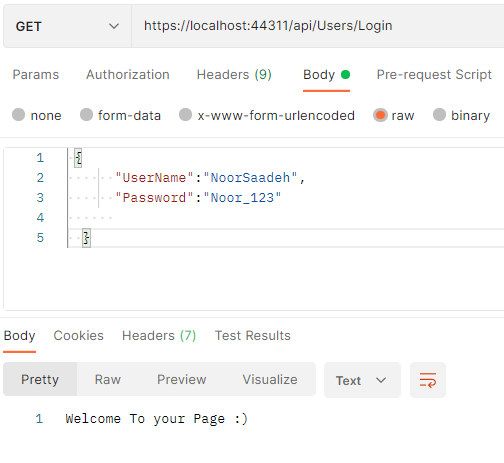 GET https://localhost:44311/api/Users/Login
Params Authorization Headers (9) Body Pre-request Script
none form-data x-www-form-urlencoded raw binary
1 {
2 "UserName":"NoorSaadeh",
3 "Password":"Noor_123"
4
5 }
Body Cookies Headers (7) Test Results
Pretty Raw Preview Visualize Text
1 Welcome To your Page :)